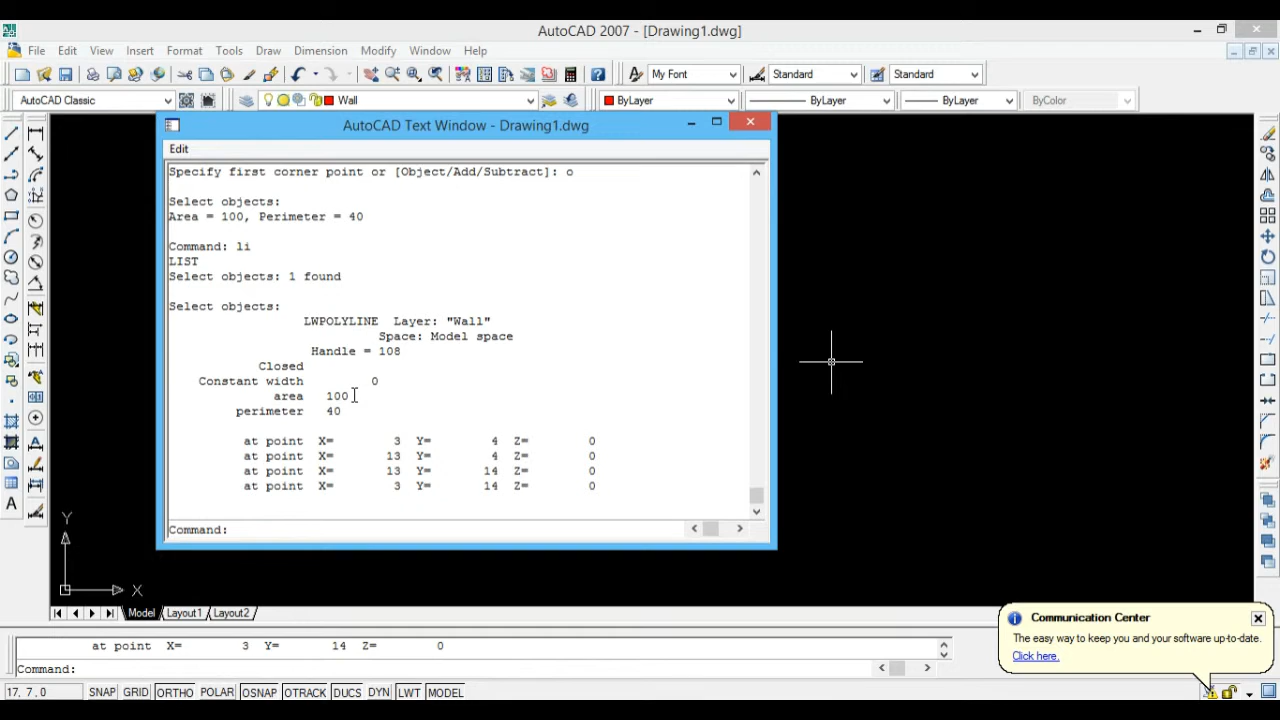 AutoCAD 2007 - [Drawing1.dwg]
File Edit View Insert Format Tools Draw Dimension Modify Window Help
My Font Standard Standard
AutoCAD Classic Wall ByLayer ByLayer ByLayer ByColor
AutoCAD Text Window - Drawing1.dwg
Edit
Specify first corner point or [Object/Add/Subtract]: o
Select objects:
Area = 100, Perimeter = 40
Command: li
LIST
Select objects: 1 found
Select objects:
LWPOLYLINE Layer: "Wall"
Space: Model space
Handle = 108
Closed
Constant width 0
area 100
perimeter 40
at point X= 3 Y= 4 Z= 0
at point X= 13 Y= 4 Z= 0
at point X= 13 Y= 14 Z= 0
at point X= 3 Y= 14 Z= 0
Command:
Y
X
Model Layout1 Layout2
at point X= 3 Y= 14 Z= 0
Command:
Communication Center
The easy way to keep you and your software up-to-date.
Click here.
17, 7, 0 SNAP GRID ORTHO POLAR OSNAP OTRACK DUCS DYN LWT MODEL